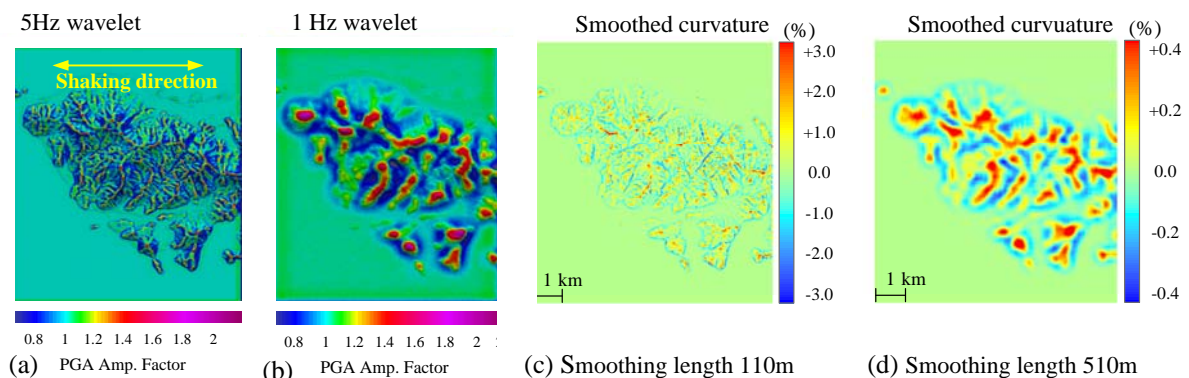 5Hz wavelet
1 Hz wavelet
Smoothed curvature (%)
Smoothed curvuature (%)
Shaking direction
+3.0
+2.0
+1.0
0.0
-1.0
-2.0
-3.0
+0.4
+0.2
0.0
-0.2
-0.4
1 km
1 km
0.8 1 1.2 1.4 1.6 1.8 2
0.8 1 1.2 1.4 1.6 1.8 2
(a) PGA Amp. Factor
(b) PGA Amp. Factor
(c) Smoothing length 110m
(d) Smoothing length 510m